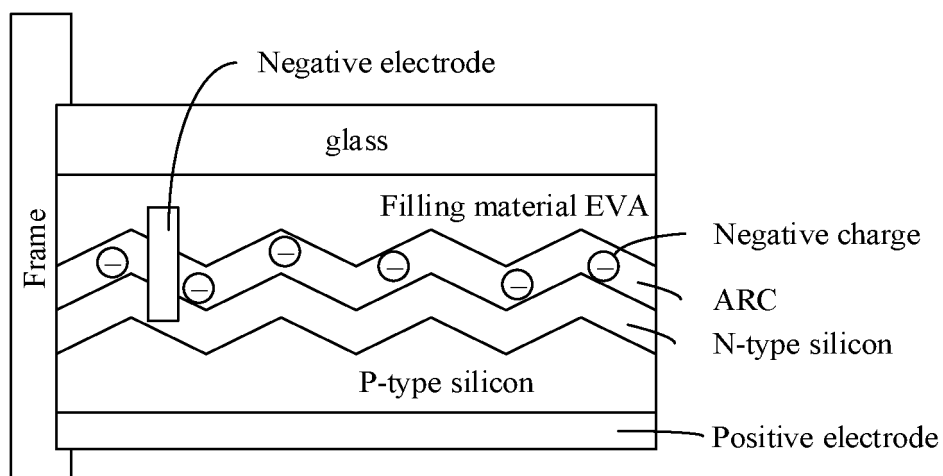 Negative electrode
glass
Filling material EVA
Frame
Negative charge
ARC
N-type silicon
P-type silicon
Positive electrode